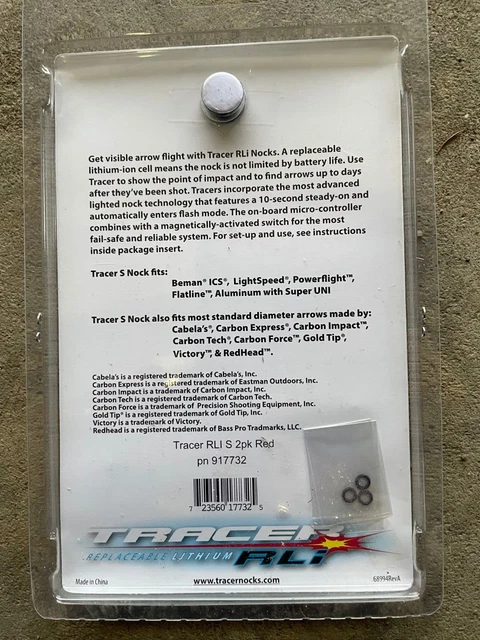 Get visible arrow flight with Tracer RLi Nocks. A replaceable
lithium-ion cell means the nock is not limited by battery life. Use
Tracer to show the point of impact and to find arrows up to days
after they've been shot. Tracers incorporate the most advanced
lighted nock technology that features a 10-second steady-on and
automatically enters flash mode. The on-board micro-controller
combines with a magnetically-activated switch for the most
fail-safe and reliable system. For set-up and use, see instructions
inside package insert.
Tracer S Nock fits:
Beman® ICS®, LightSpeed®, Powerflight™,
Flatline™, Aluminum with Super UNI
Tracer S Nock also fits most standard diameter arrows made by:
Cabela's®, Carbon Express®, Carbon Impact™,
Carbon Tech®, Carbon Force™, Gold Tip®,
Victory™, & RedHead™.
Cabela's is a registered trademark of Cabela's, Inc.
Carbon Express is a registered trademark of Eastman Outdoors, Inc.
Carbon Impact is a trademark of Carbon Impact, Inc.
Carbon Tech is a registered trademark of Carbon Tech.
Carbon Force is a trademark of Precision Shooting Equipment, Inc.
Gold Tip® is a registered trademark of Gold Tip, Inc.
Victory is a trademark of Victory.
Redhead is a registered trademark of Bass Pro Tradmarks, LLC.
Tracer RLI S 2pk Red
pn 917732
7 23560 17732 5
TRACER
REPLACEABLE LITHIUM RLi
Made in China www.tracernocks.com 68994RevA